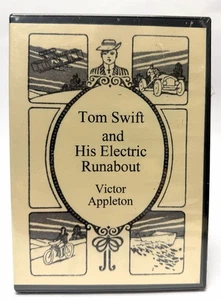 Tom Swift
and
His Electric
Runabout
Victor
Appleton